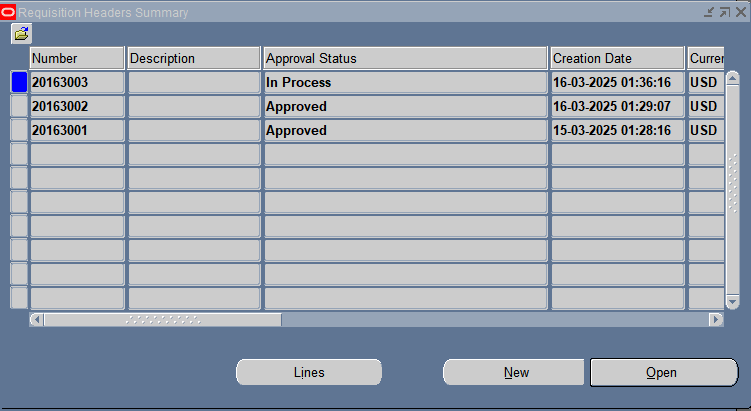 Requisition Headers Summary
Number Description Approval Status Creation Date Curren
20163003 In Process 16-03-2025 01:36:16 USD
20163002 Approved 16-03-2025 01:29:07 USD
20163001 Approved 15-03-2025 01:28:16 USD
Lines New Open